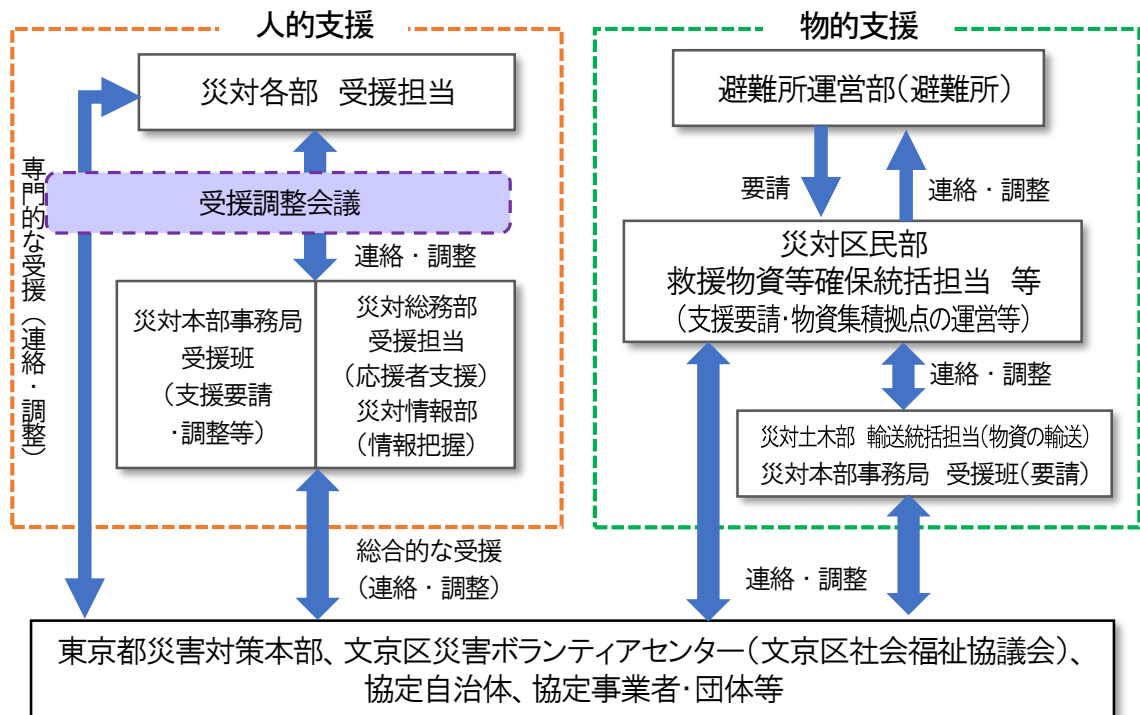 人的支援
災対各部 受援担当
専門的な受援（連絡・調整）
受援調整会議
連絡・調整
災対本部事務局
受援班
(支援要請
・調整等)
災対総務部
受援担当
(応援者支援)
災対情報部
(情報把握)
総合的な受援
(連絡・調整)
物的支援
避難所運営部(避難所)
要請
連絡・調整
災対区民部
救援物資等確保統括担当 等
(支援要請・物資集積拠点の運営等)
連絡・調整
災対土木部 輸送統括担当(物資の輸送)
災対本部事務局 受援班(要請)
連絡・調整
東京都災害対策本部、文京区災害ボランティアセンター(文京区社会福祉協議会)、
協定自治体、協定事業者・団体等